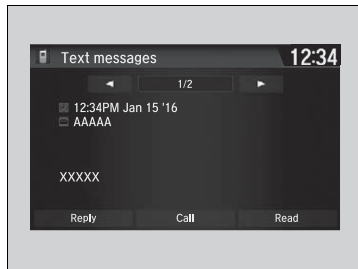 Text messages 12:34
1/2
12:34PM Jan 15 '16
AAAAA
XXXXX
Reply Call Read